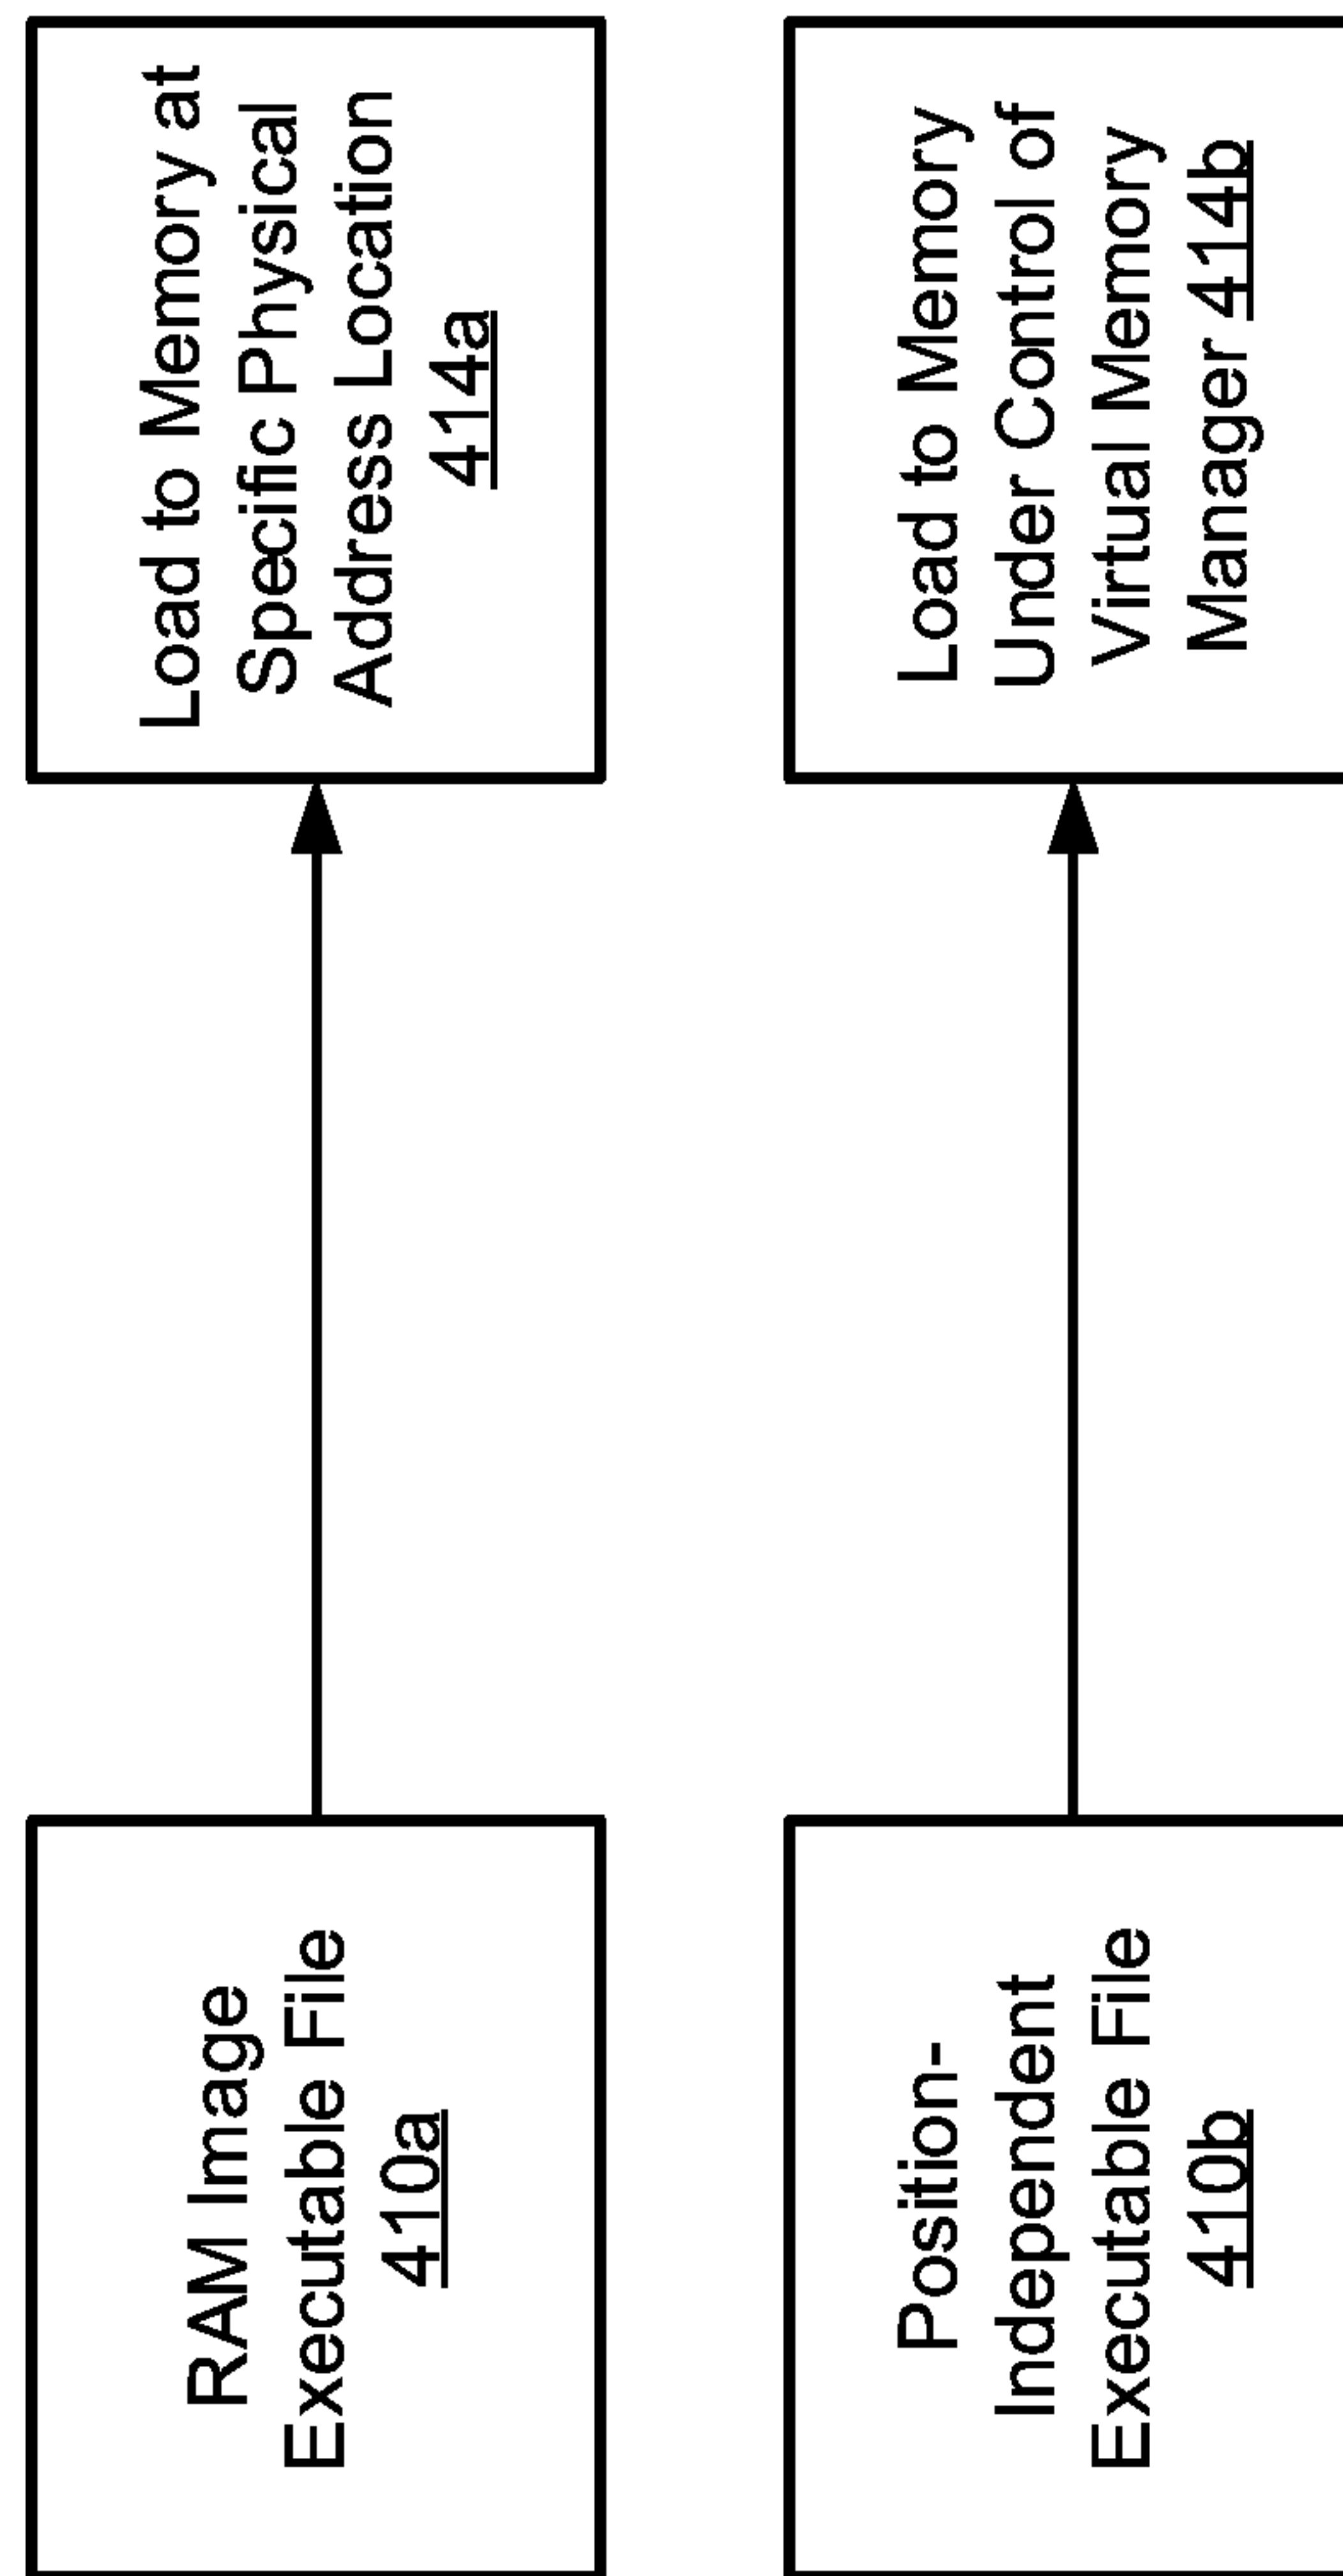 RAM Image
Executable File
410a
Load to Memory at
Specific Physical
Address Location
414a
Position-
Independent
Executable File
410b
Load to Memory
Under Control of
Virtual Memory
Manager 414b